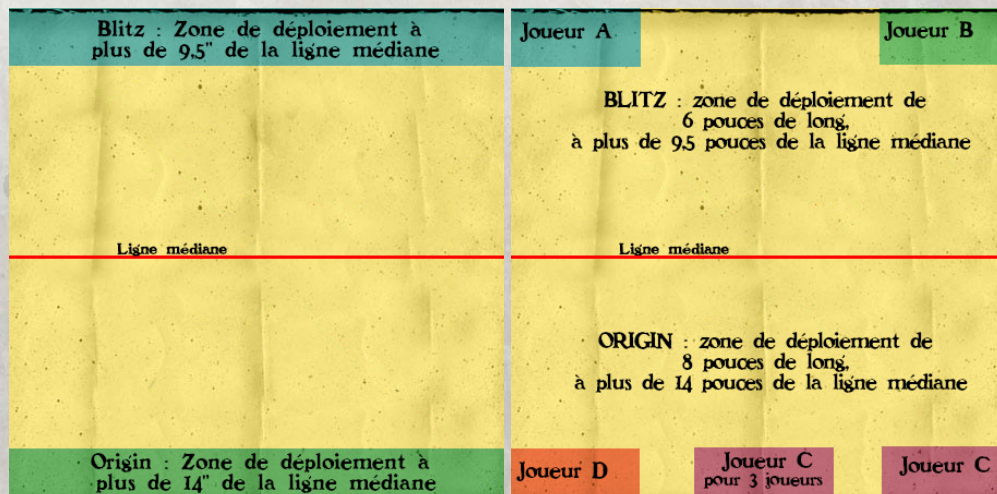 Blitz : Zone de déploiement à
plus de 9,5" de la ligne médiane
Ligne médiane
Origin : Zone de déploiement à
plus de 14" de la ligne médiane
Joueur A
Joueur B
BLITZ : zone de déploiement de
6 pouces de long,
à plus de 9,5 pouces de la ligne médiane
Ligne médiane
ORIGIN : zone de déploiement de
8 pouces de long,
à plus de 14 pouces de la ligne médiane
Joueur D
Joueur C
pour 3 joueurs
Joueur C